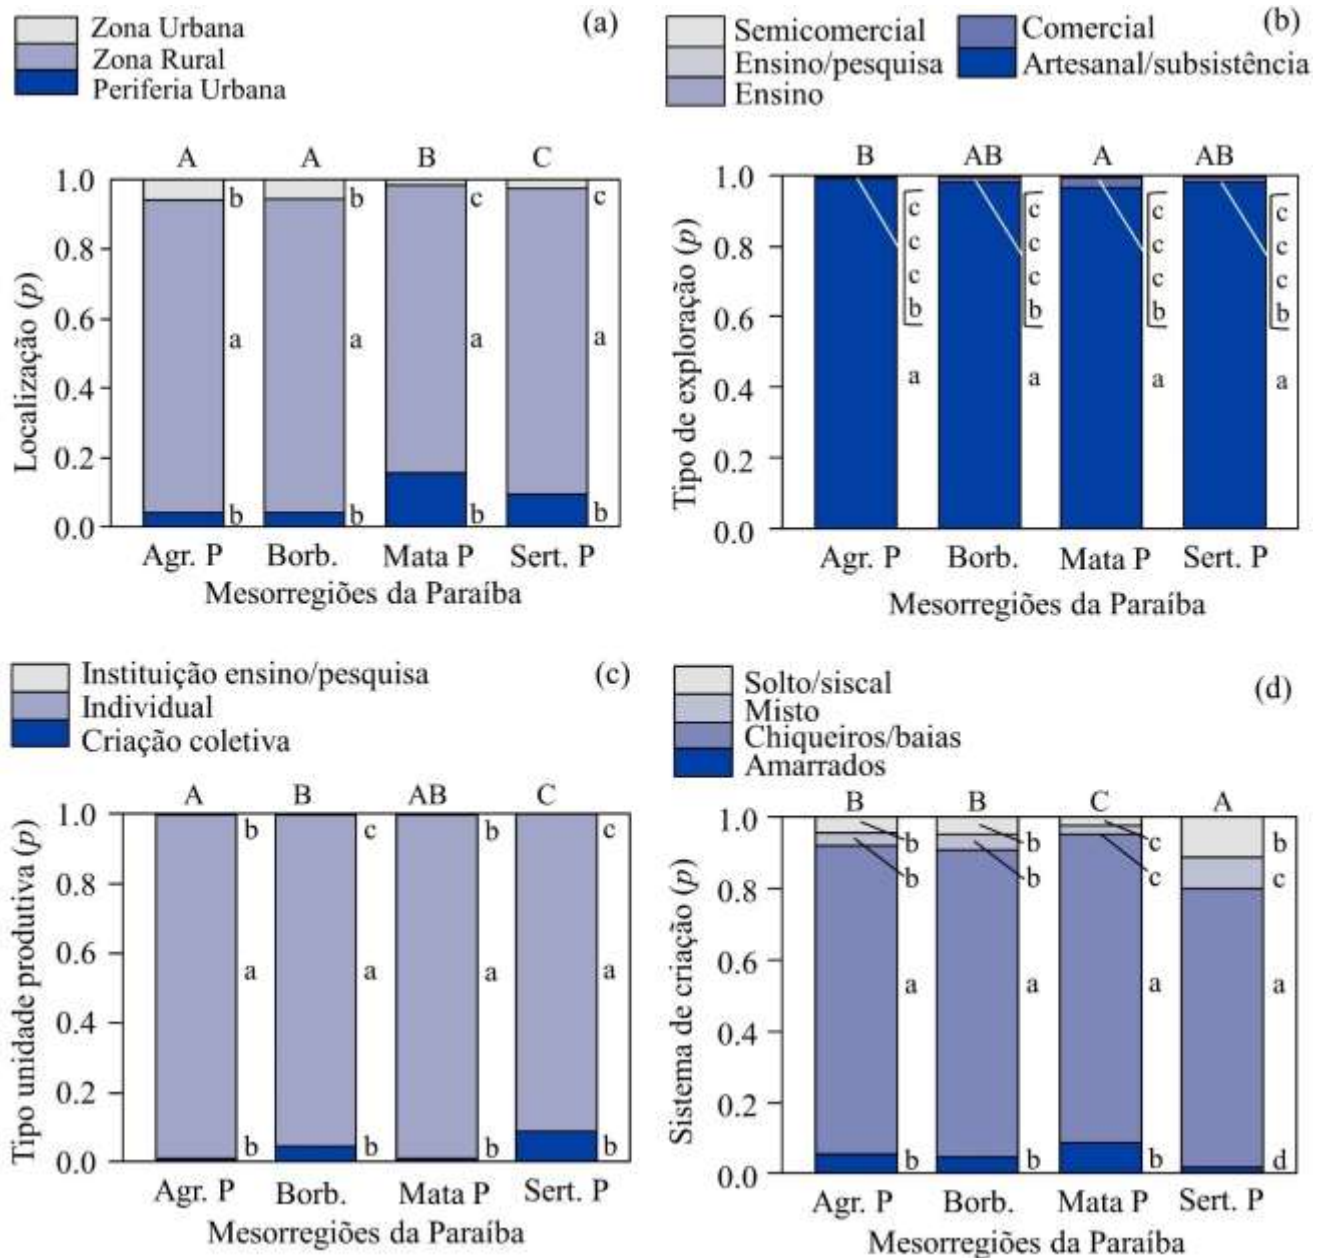 Zona Urbana
Zona Rural
Periferia Urbana
(a)
A A B C
1.0
0.8
0.6
0.4
0.2
0.0
Localização (p)
b b c c
a a a a
b b b b
Agr. P Borb. Mata P Sert. P
Mesorregiões da Paraíba
Semicomercial
Ensino/pesquisa
Ensino
Comercial
Artesanal/subsistência
(b)
B AB A AB
1.0
0.8
0.6
0.4
0.2
0.0
Tipo de exploração (p)
c c c c
c c c c
c c c c
b b b b
a a a a
Agr. P Borb. Mata P Sert. P
Mesorregiões da Paraíba
Instituição ensino/pesquisa
Individual
Criação coletiva
(c)
A B AB C
1.0
0.8
0.6
0.4
0.2
0.0
Tipo unidade produtiva (p)
b c b c
a a a a
b b b b
Agr. P Borb. Mata P Sert. P
Mesorregiões da Paraíba
Solto/siscal
Misto
Chiqueiros/baias
Amarrados
(d)
B B C A
1.0
0.8
0.6
0.4
0.2
0.0
Sistema de criação (p)
b b c b
b b c c
a a a a
b b b d
Agr. P Borb. Mata P Sert. P
Mesorregiões da Paraíba